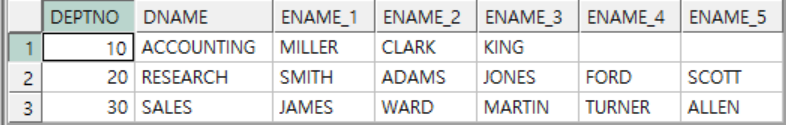 DEPTNO DNAME ENAME_1 ENAME_2 ENAME_3 ENAME_4 ENAME_5
1 10 ACCOUNTING MILLER CLARK KING
2 20 RESEARCH SMITH ADAMS JONES FORD SCOTT
3 30 SALES JAMES WARD MARTIN TURNER ALLEN